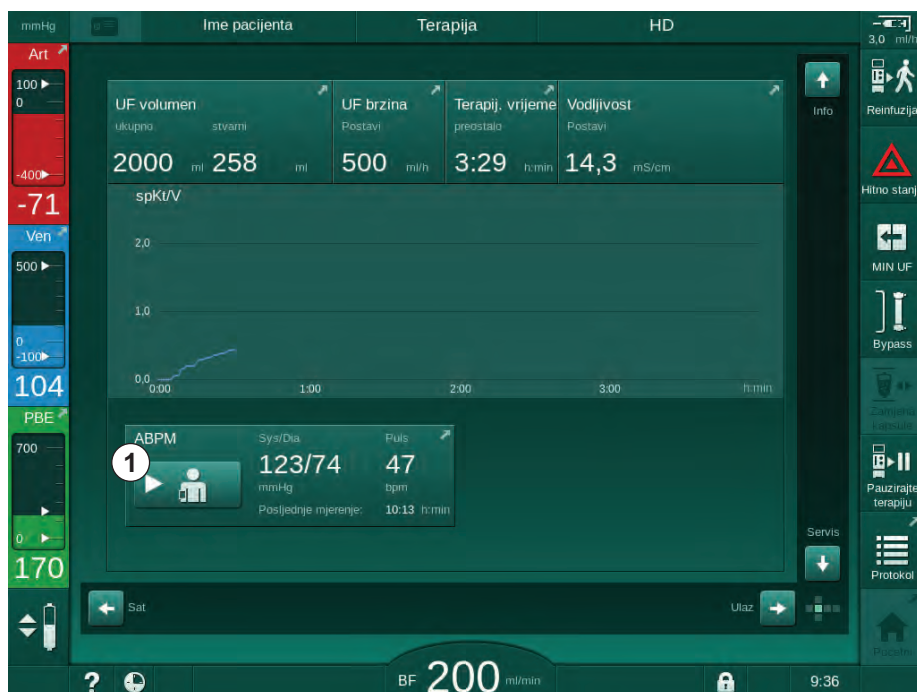 mmHg
Ime pacijenta
Terapija
HD
3,0 ml/h
Art
100
0
-400
-71
Ven
500
0
-100
104
PBE
700
0
170
UF volumen
ukupno stvarni
2000 ml 258 ml
UF brzina
Postavi
500 ml/h
Terapij. vrijeme
preostalo
3:29 h:min
Vodljivost
Postavi
14,3 mS/cm
spKt/V
2,0
1,0
0,0
0:00 1:00 2:00 3:00 h:min
ABPM
1
Sys/Dia
123/74
mmHg
Puls
47
bpm
Posljednje mjerenje: 10:13 h:min
Info
Servis
Sat
Ulaz
Reinfuzija
Hitno stanj
MIN UF
Bypass
Zamjena
kapsule
Pauzirajte
terapiju
Protokol
Početni
?
BF 200 ml/min
9:36